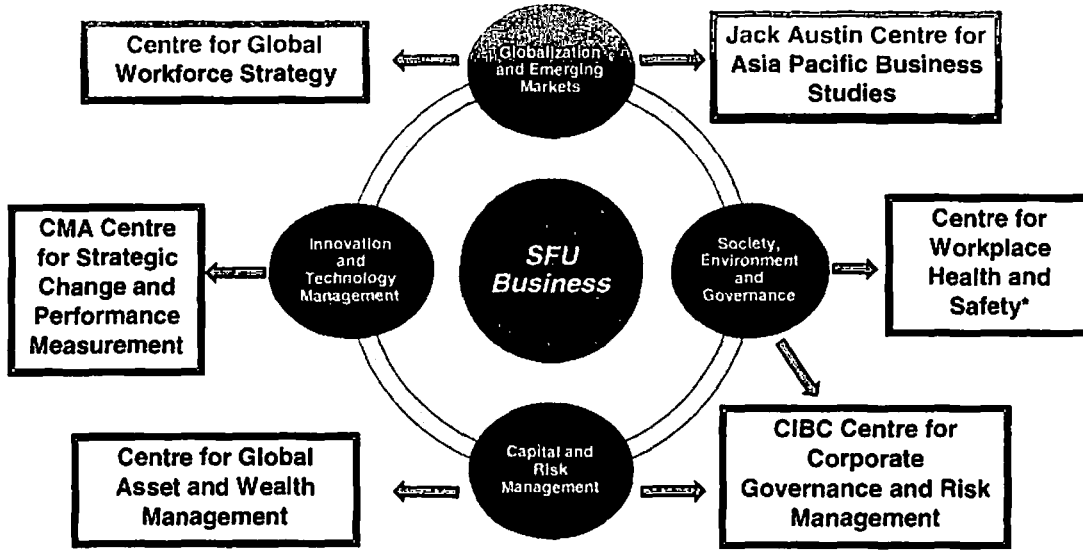 Centre for Global
Workforce Strategy
Globalization
and Emerging
Markets
Jack Austin Centre for
Asia Pacific Business
Studies
CMA Centre
for Strategic
Change and
Performance
Measurement
Innovation
and
Technology
Management
SFU
Business
Society,
Environment
and
Governance
Centre for
Workplace
Health and
Safety*
Centre for Global
Asset and Wealth
Management
Capital and
Risk
Management
CIBC Centre for
Corporate
Governance and Risk
Management